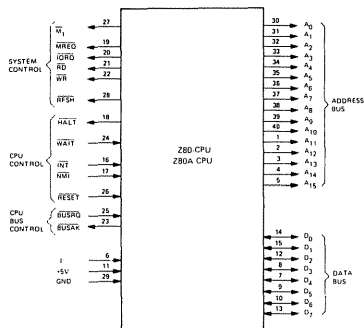 27
M1
19
MREQ
20
IORQ
21
RD
22
WR
28
RFSH
SYSTEM
CONTROL
18
HALT
24
WAIT
16
INT
17
NMI
26
RESET
CPU
CONTROL
25
BUSRQ
23
BUSAK
CPU
BUS
CONTROL
6
11
+5V
29
GND
Z80-CPU
Z80A CPU
30
A0
31
A1
32
A2
33
A3
34
A4
35
A5
36
A6
37
A7
38
A8
39
A9
40
A10
1
A11
2
A12
3
A13
4
A14
5
A15
ADDRESS
BUS
14
D0
15
D1
12
D2
8
D3
7
D4
9
D5
10
D6
13
D7
DATA
BUS